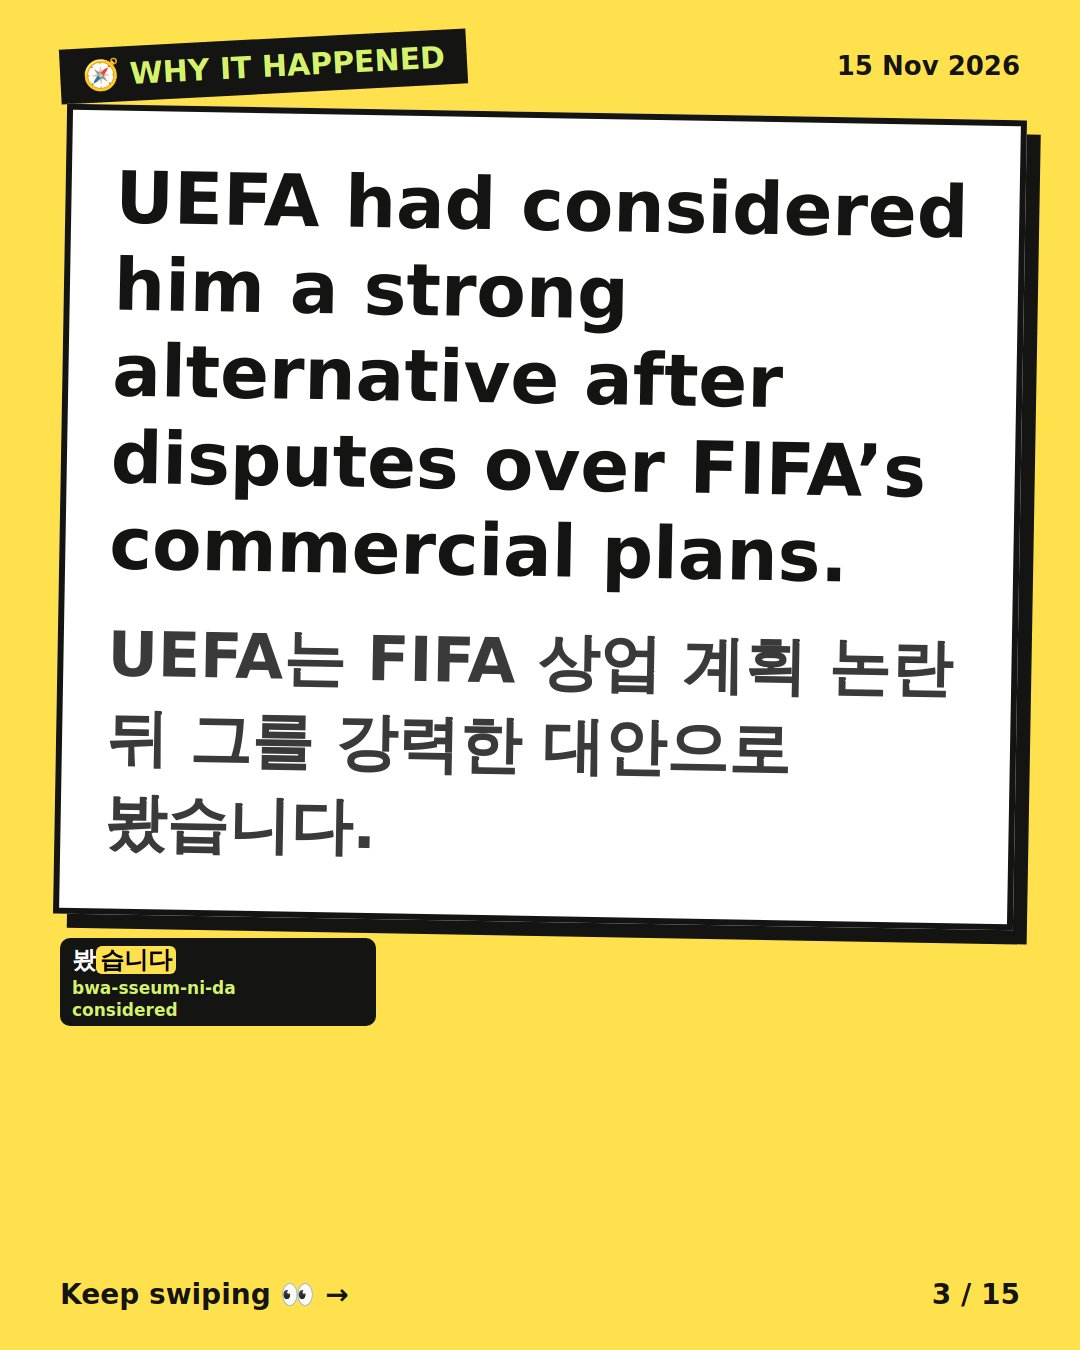 🧭 WHY IT HAPPENED
15 Nov 2026
UEFA had considered
him a strong
alternative after
disputes over FIFA’s
commercial plans.
UEFA는 FIFA 상업 계획 논란
뒤 그를 강력한 대안으로
봤습니다.
봤습니다
bwa-sseum-ni-da
considered
Keep swiping 👀 →
3 / 15